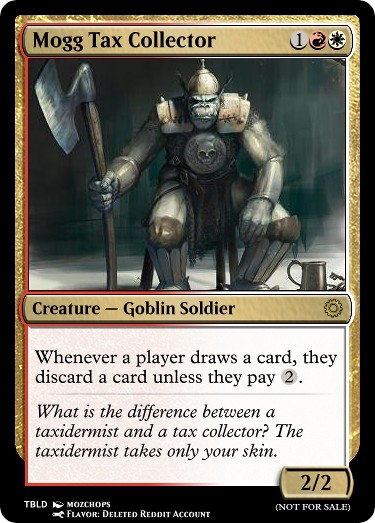 Mogg Tax Collector 1
Creature — Goblin Soldier
Whenever a player draws a card, they
discard a card unless they pay 2.
What is the difference between a
taxidermist and a tax collector? The
taxidermist takes only your skin.
2/2
TBLD MOZCHOPS
FLAVOR: DELETED REDDIT ACCOUNT
(NOT FOR SALE)